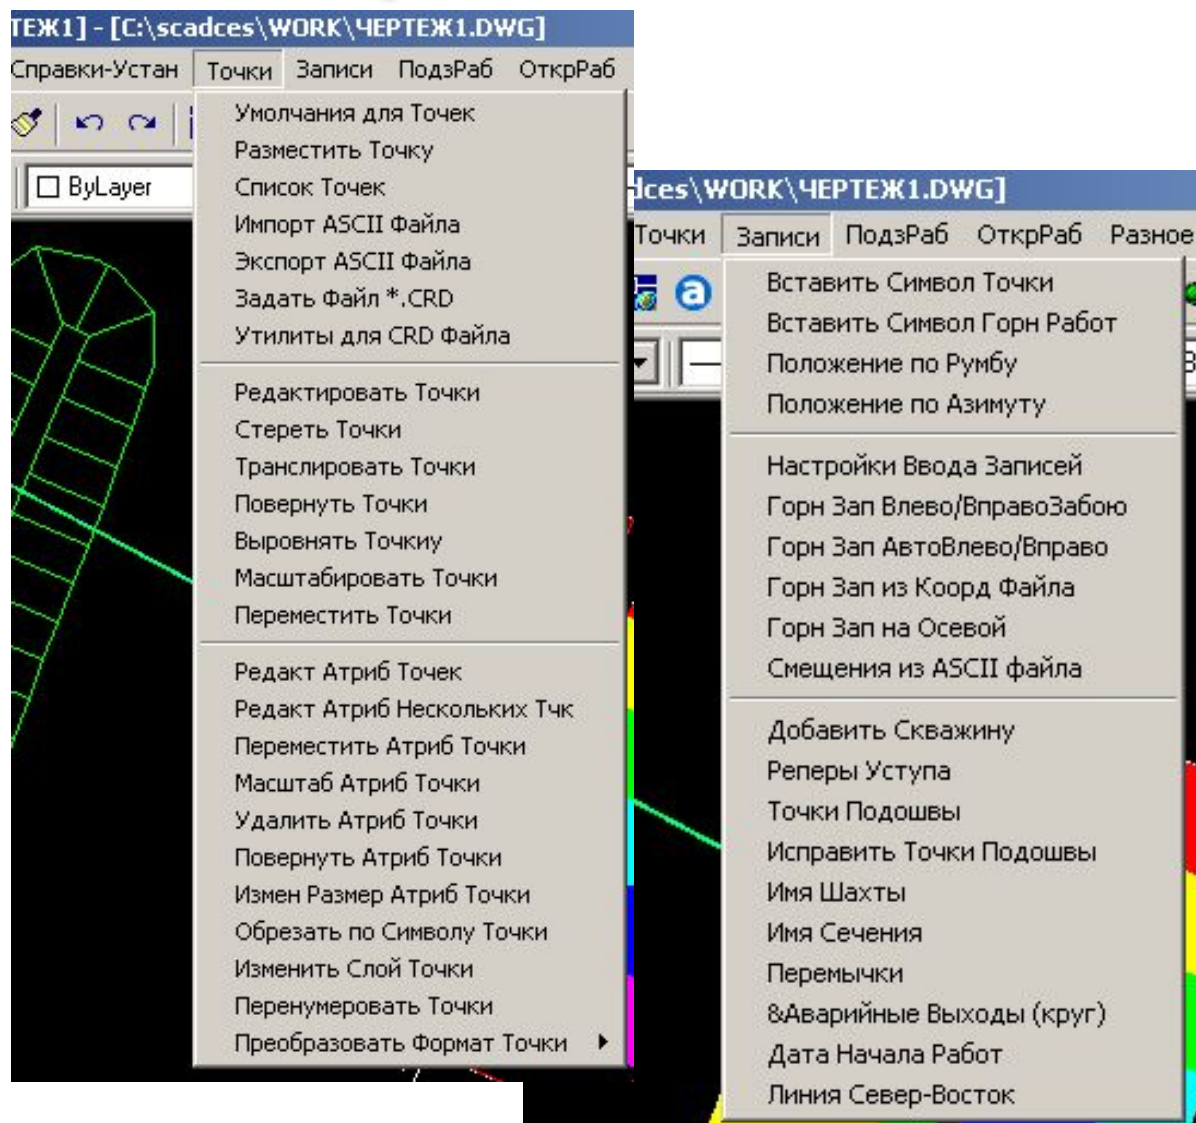 ТЕЖ1] - [C:\scadces\WORK\ЧЕРТЕЖ1.DWG]
Справки-Устан Точки Записи ПодзРаб ОткрРаб
ByLayer
Умолчания для Точек
Разместить Точку
Список Точек
Импорт ASCII Файла
Экспорт ASCII Файла
Задать Файл *.CRD
Утилиты для CRD Файла
Редактировать Точки
Стереть Точки
Транслировать Точки
Повернуть Точки
Выровнять Точкиу
Масштабировать Точки
Переместить Точки
Редакт Атриб Точек
Редакт Атриб Нескольких Тчк
Переместить Атриб Точки
Масштаб Атриб Точки
Удалить Атриб Точки
Повернуть Атриб Точки
Измен Размер Атриб Точки
Обрезать по Символу Точки
Изменить Слой Точки
Перенумеровать Точки
Преобразовать Формат Точки
dces\WORK\ЧЕРТЕЖ1.DWG]
Точки Записи ПодзРаб ОткрРаб Разное
Вставить Символ Точки
Вставить Символ Горн Работ
Положение по Румбу
Положение по Азимуту
Настройки Ввода Записей
Горн Зап Влево/ВправоЗабою
Горн Зап АвтоВлево/Вправо
Горн Зап из Коорд Файла
Горн Зап на Осевой
Смещения из ASCII файла
Добавить Скважину
Реперы Уступа
Точки Подошвы
Исправить Точки Подошвы
Имя Шахты
Имя Сечения
Перемычки
&Аварийные Выходы (круг)
Дата Начала Работ
Линия Север-Восток